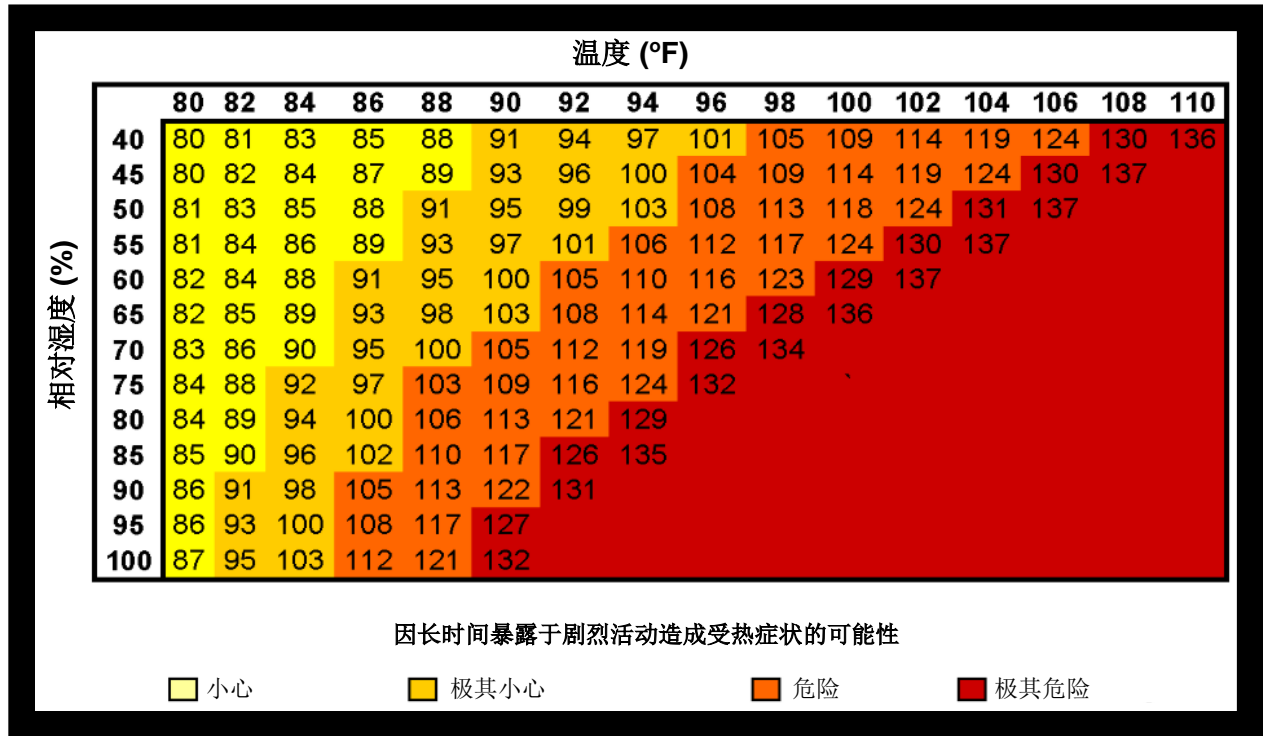 温度 (ºF)
80 82 84 86 88 90 92 94 96 98 100 102 104 106 108 110
相对湿度 (%)
40 80 81 83 85 88 91 94 97 101 105 109 114 119 124 130 136
45 80 82 84 87 89 93 96 100 104 109 114 119 124 130 137
50 81 83 85 88 91 95 99 103 108 113 118 124 131 137
55 81 84 86 89 93 97 101 106 112 117 124 130 137
60 82 84 88 91 95 100 105 110 116 123 129 137
65 82 85 89 93 98 103 108 114 121 128 136
70 83 86 90 95 100 105 112 119 126 134
75 84 88 92 97 103 109 116 124 132
80 84 89 94 100 106 113 121 129
85 85 90 96 102 110 117 126 135
90 86 91 98 105 113 122 131
95 86 93 100 108 117 127
100 87 95 103 112 121 132
因长时间暴露于剧烈活动造成受热症状的可能性
小心 极其小心 危险 极其危险